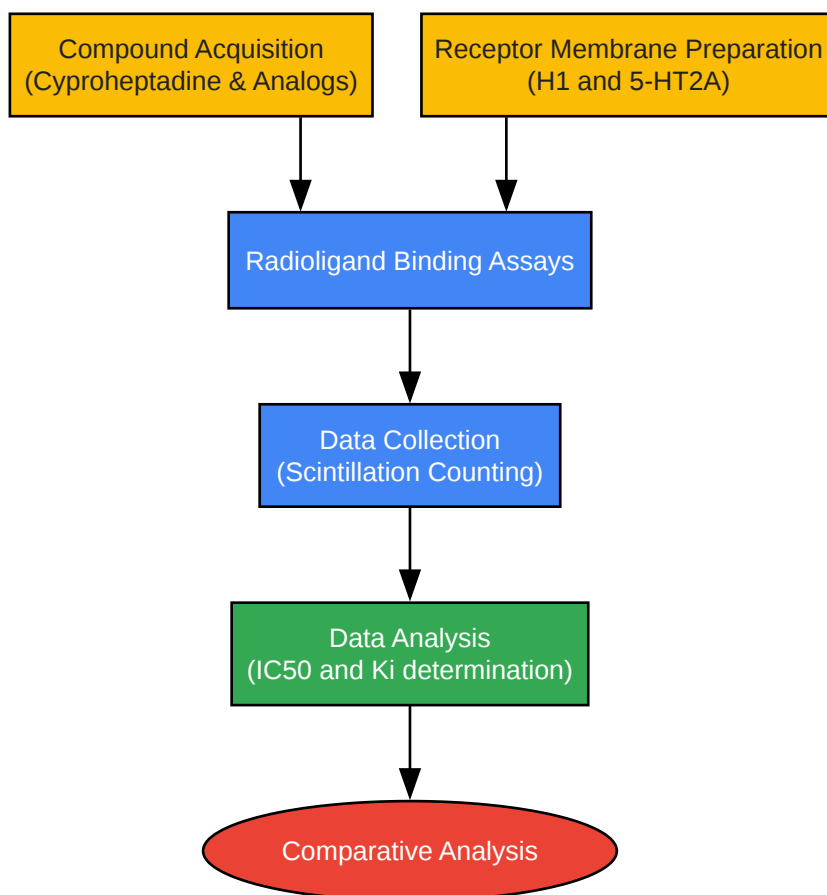 Compound Acquisition
(Cyproheptadine & Analogs)
Receptor Membrane Preparation
(H1 and 5-HT2A)
Radioligand Binding Assays
Data Collection
(Scintillation Counting)
Data Analysis
(IC50 and Ki determination)
Comparative Analysis